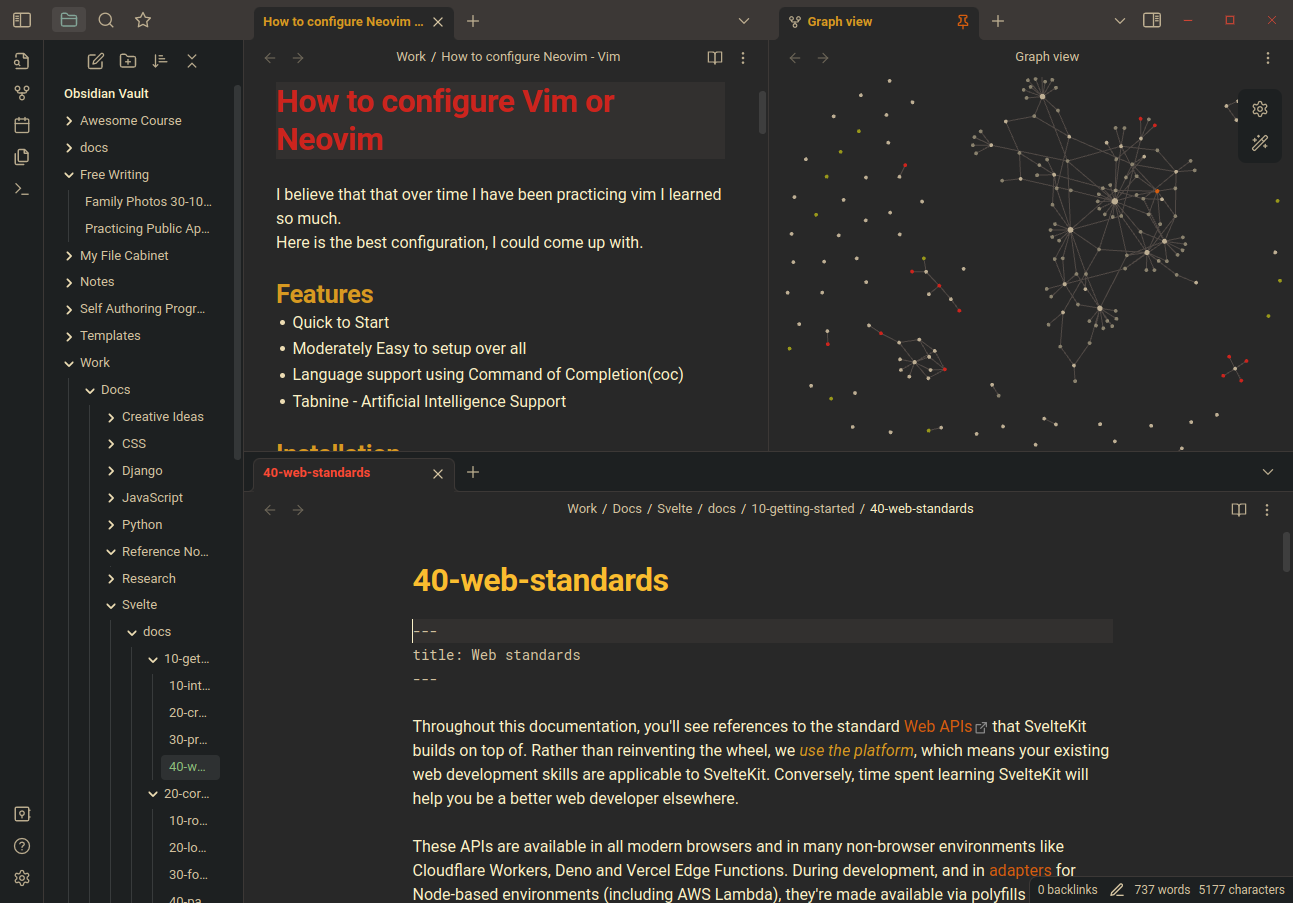 How to configure Neovim ...
Graph view
Obsidian Vault
Awesome Course
docs
Free Writing
Family Photos 30-10...
Practicing Public Ap...
My File Cabinet
Notes
Self Authoring Progr...
Templates
Work
Docs
Creative Ideas
CSS
Django
JavaScript
Python
Reference No...
Research
Svelte
docs
10-get...
10-int...
20-cr...
30-pr...
40-w...
20-cor...
10-ro...
20-lo...
30-fo...
40-pa...
Work / How to configure Neovim - Vim
How to configure Vim or
Neovim
I believe that that over time I have been practicing vim I learned
so much.
Here is the best configuration, I could come up with.
Features
• Quick to Start
• Moderately Easy to setup over all
• Language support using Command of Completion(coc)
• Tabnine - Artificial Intelligence Support
Installation
Graph view
40-web-standards
Work / Docs / Svelte / docs / 10-getting-started / 40-web-standards
40-web-standards
---
title: Web standards
---
Throughout this documentation, you'll see references to the standard Web APIs that SvelteKit
builds on top of. Rather than reinventing the wheel, we use the platform, which means your existing
web development skills are applicable to SvelteKit. Conversely, time spent learning SvelteKit will
help you be a better web developer elsewhere.
These APIs are available in all modern browsers and in many non-browser environments like
Cloudflare Workers, Deno and Vercel Edge Functions. During development, and in adapters for
Node-based environments (including AWS Lambda), they're made available via polyfills
0 backlinks 737 words 5177 characters